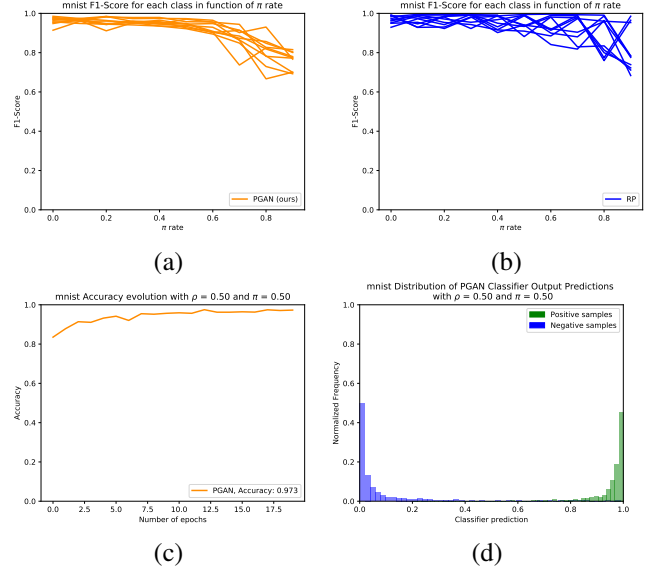 mnist F1-Score for each class in function of π rate
1.0
0.8
0.6
0.4
0.2
0.0
F1-Score
0.0 0.2 0.4 0.6 0.8
π rate
PGAN (ours)
(a)
mnist F1-Score for each class in function of π rate
1.0
0.8
0.6
0.4
0.2
0.0
F1-Score
0.0 0.2 0.4 0.6 0.8
π rate
RP
(b)
mnist Accuracy evolution with ρ = 0.50 and π = 0.50
1.0
0.8
0.6
0.4
0.2
0.0
Accuracy
0.0 2.5 5.0 7.5 10.0 12.5 15.0 17.5
Number of epochs
PGAN, Accuracy: 0.973
(c)
mnist Distribution of PGAN Classifier Output Predictions
with ρ = 0.50 and π = 0.50
1.0
0.8
0.6
0.4
0.2
0.0
Normalized Frequency
0.0 0.2 0.4 0.6 0.8 1.0
Classifier prediction
Positive samples
Negative samples
(d)